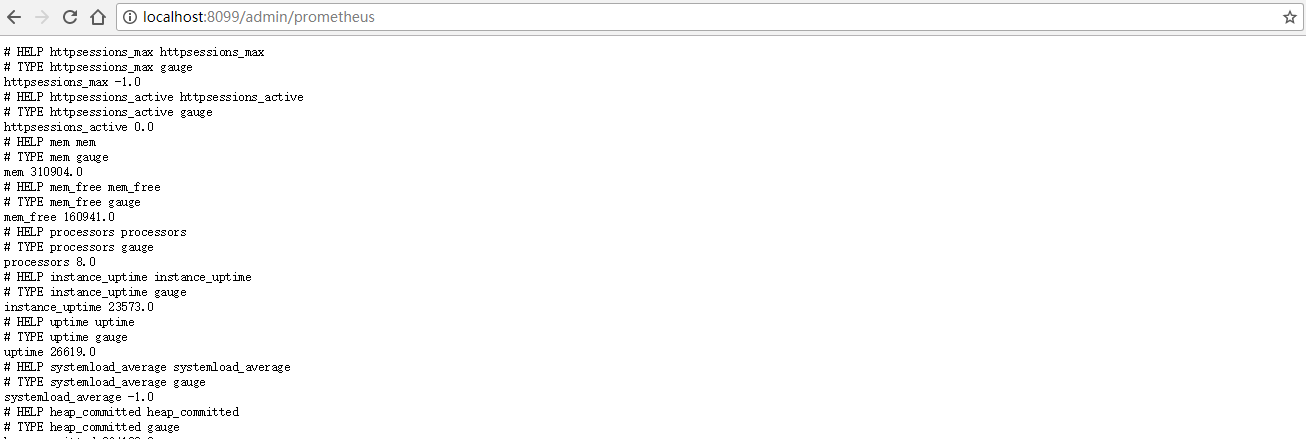 localhost:8099/admin/prometheus
# HELP httpsessions_max httpsessions_max
# TYPE httpsessions_max gauge
httpsessions_max -1.0
# HELP httpsessions_active httpsessions_active
# TYPE httpsessions_active gauge
httpsessions_active 0.0
# HELP mem mem
# TYPE mem gauge
mem 310904.0
# HELP mem_free mem_free
# TYPE mem_free gauge
mem_free 160941.0
# HELP processors processors
# TYPE processors gauge
processors 8.0
# HELP instance_uptime instance_uptime
# TYPE instance_uptime gauge
instance_uptime 23573.0
# HELP uptime uptime
# TYPE uptime gauge
uptime 26619.0
# HELP systemload_average systemload_average
# TYPE systemload_average gauge
systemload_average -1.0
# HELP heap_committed heap_committed
# TYPE heap_committed gauge